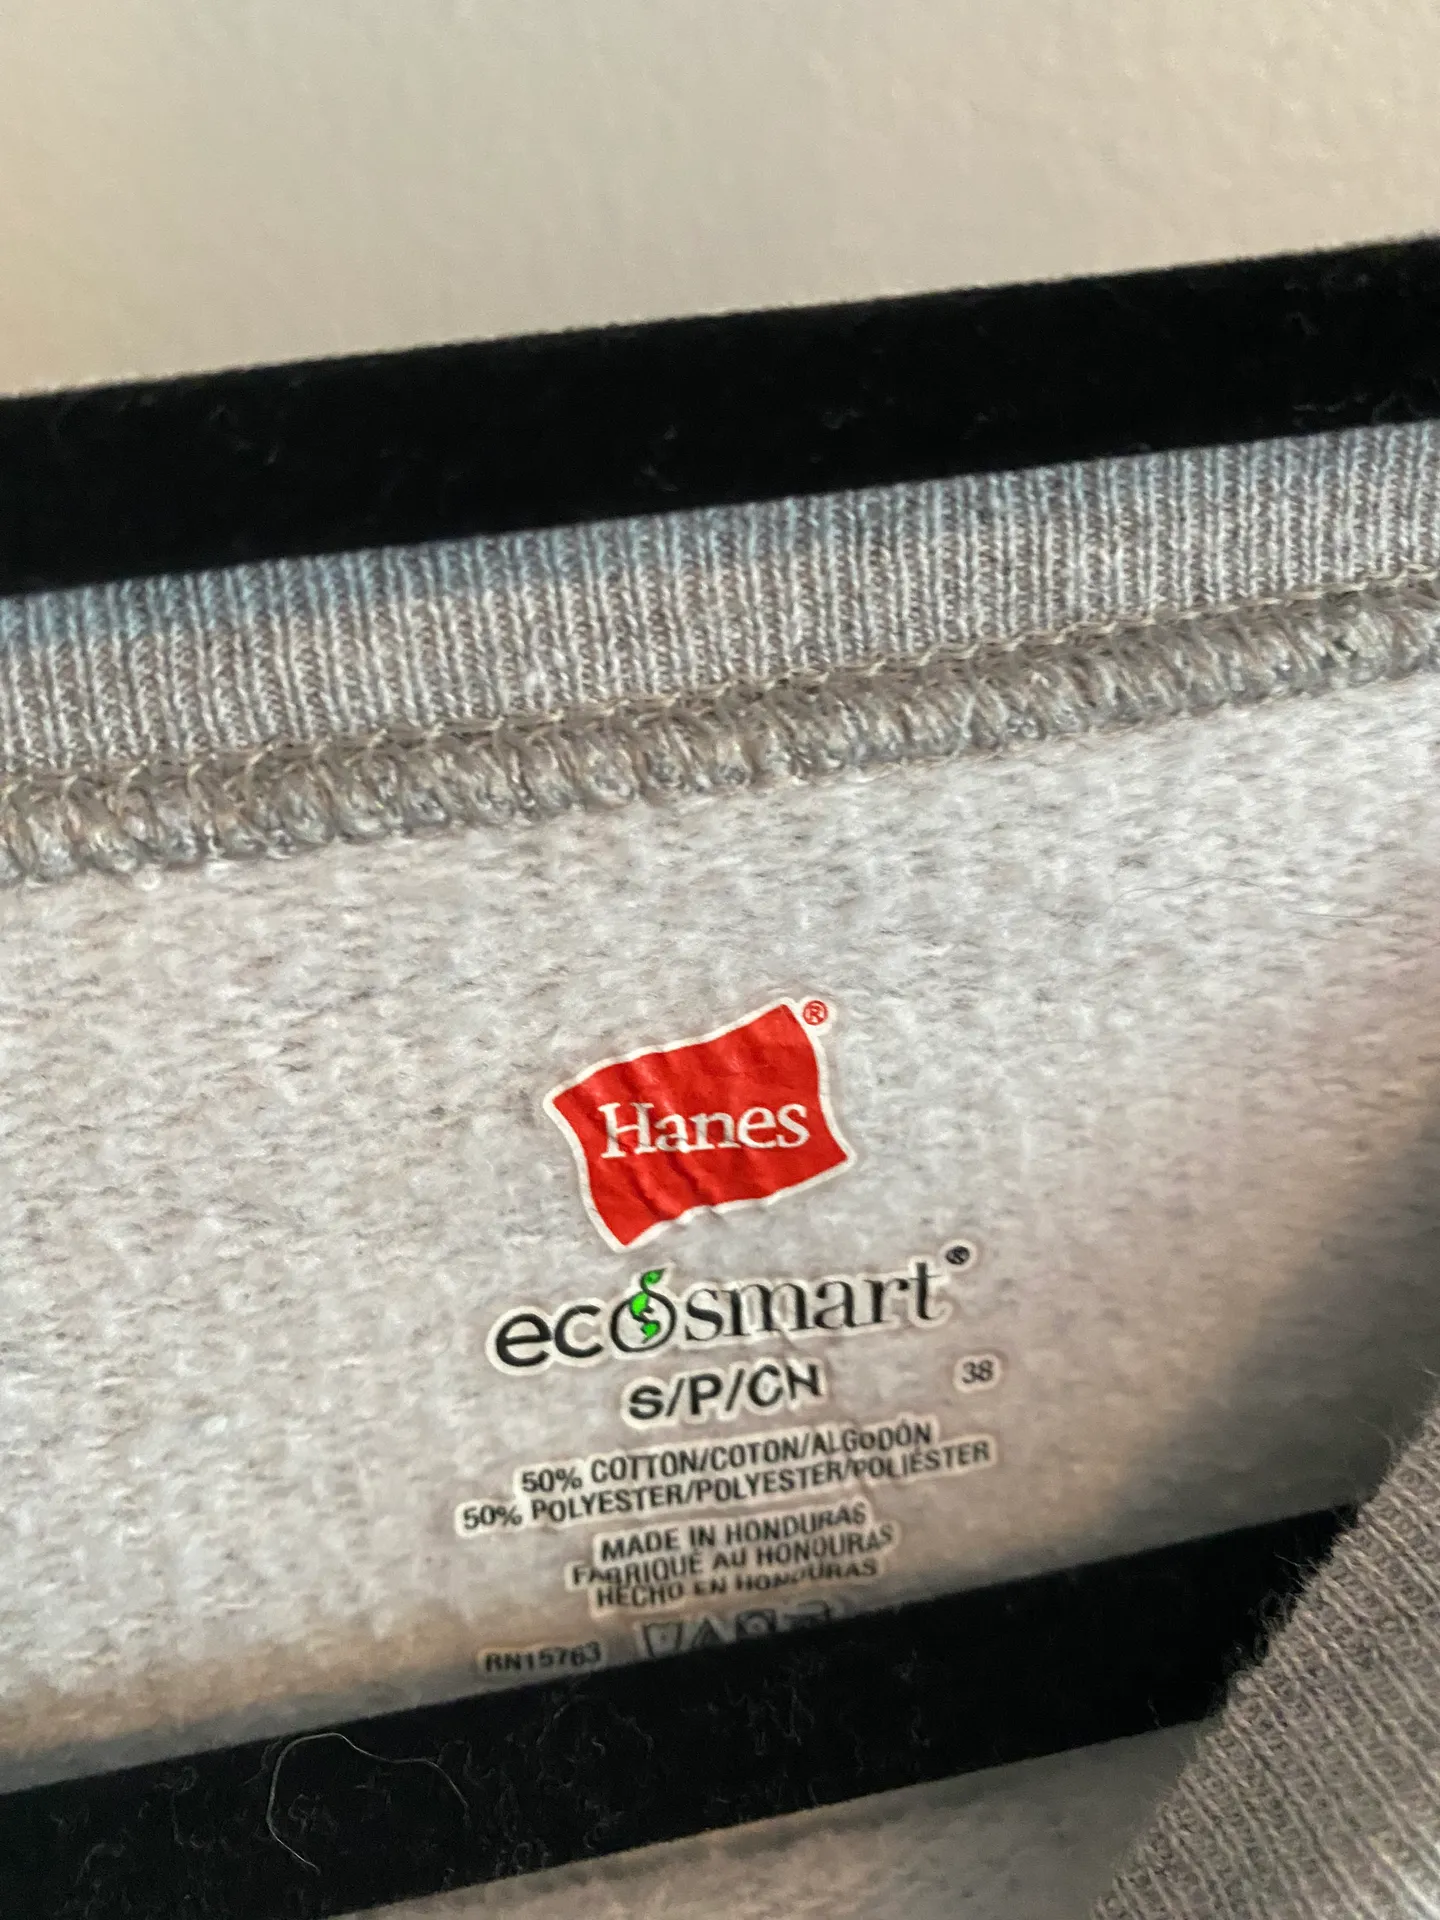 Hanes®
ecosmart®
S/P/CH 38
50% COTTON/COTON/ALGODÓN
50% POLYESTER/POLYESTER/POLIÉSTER
MADE IN HONDURAS
FABRIQUÉ AU HONDURAS
HECHO EN HONDURAS
RN15763